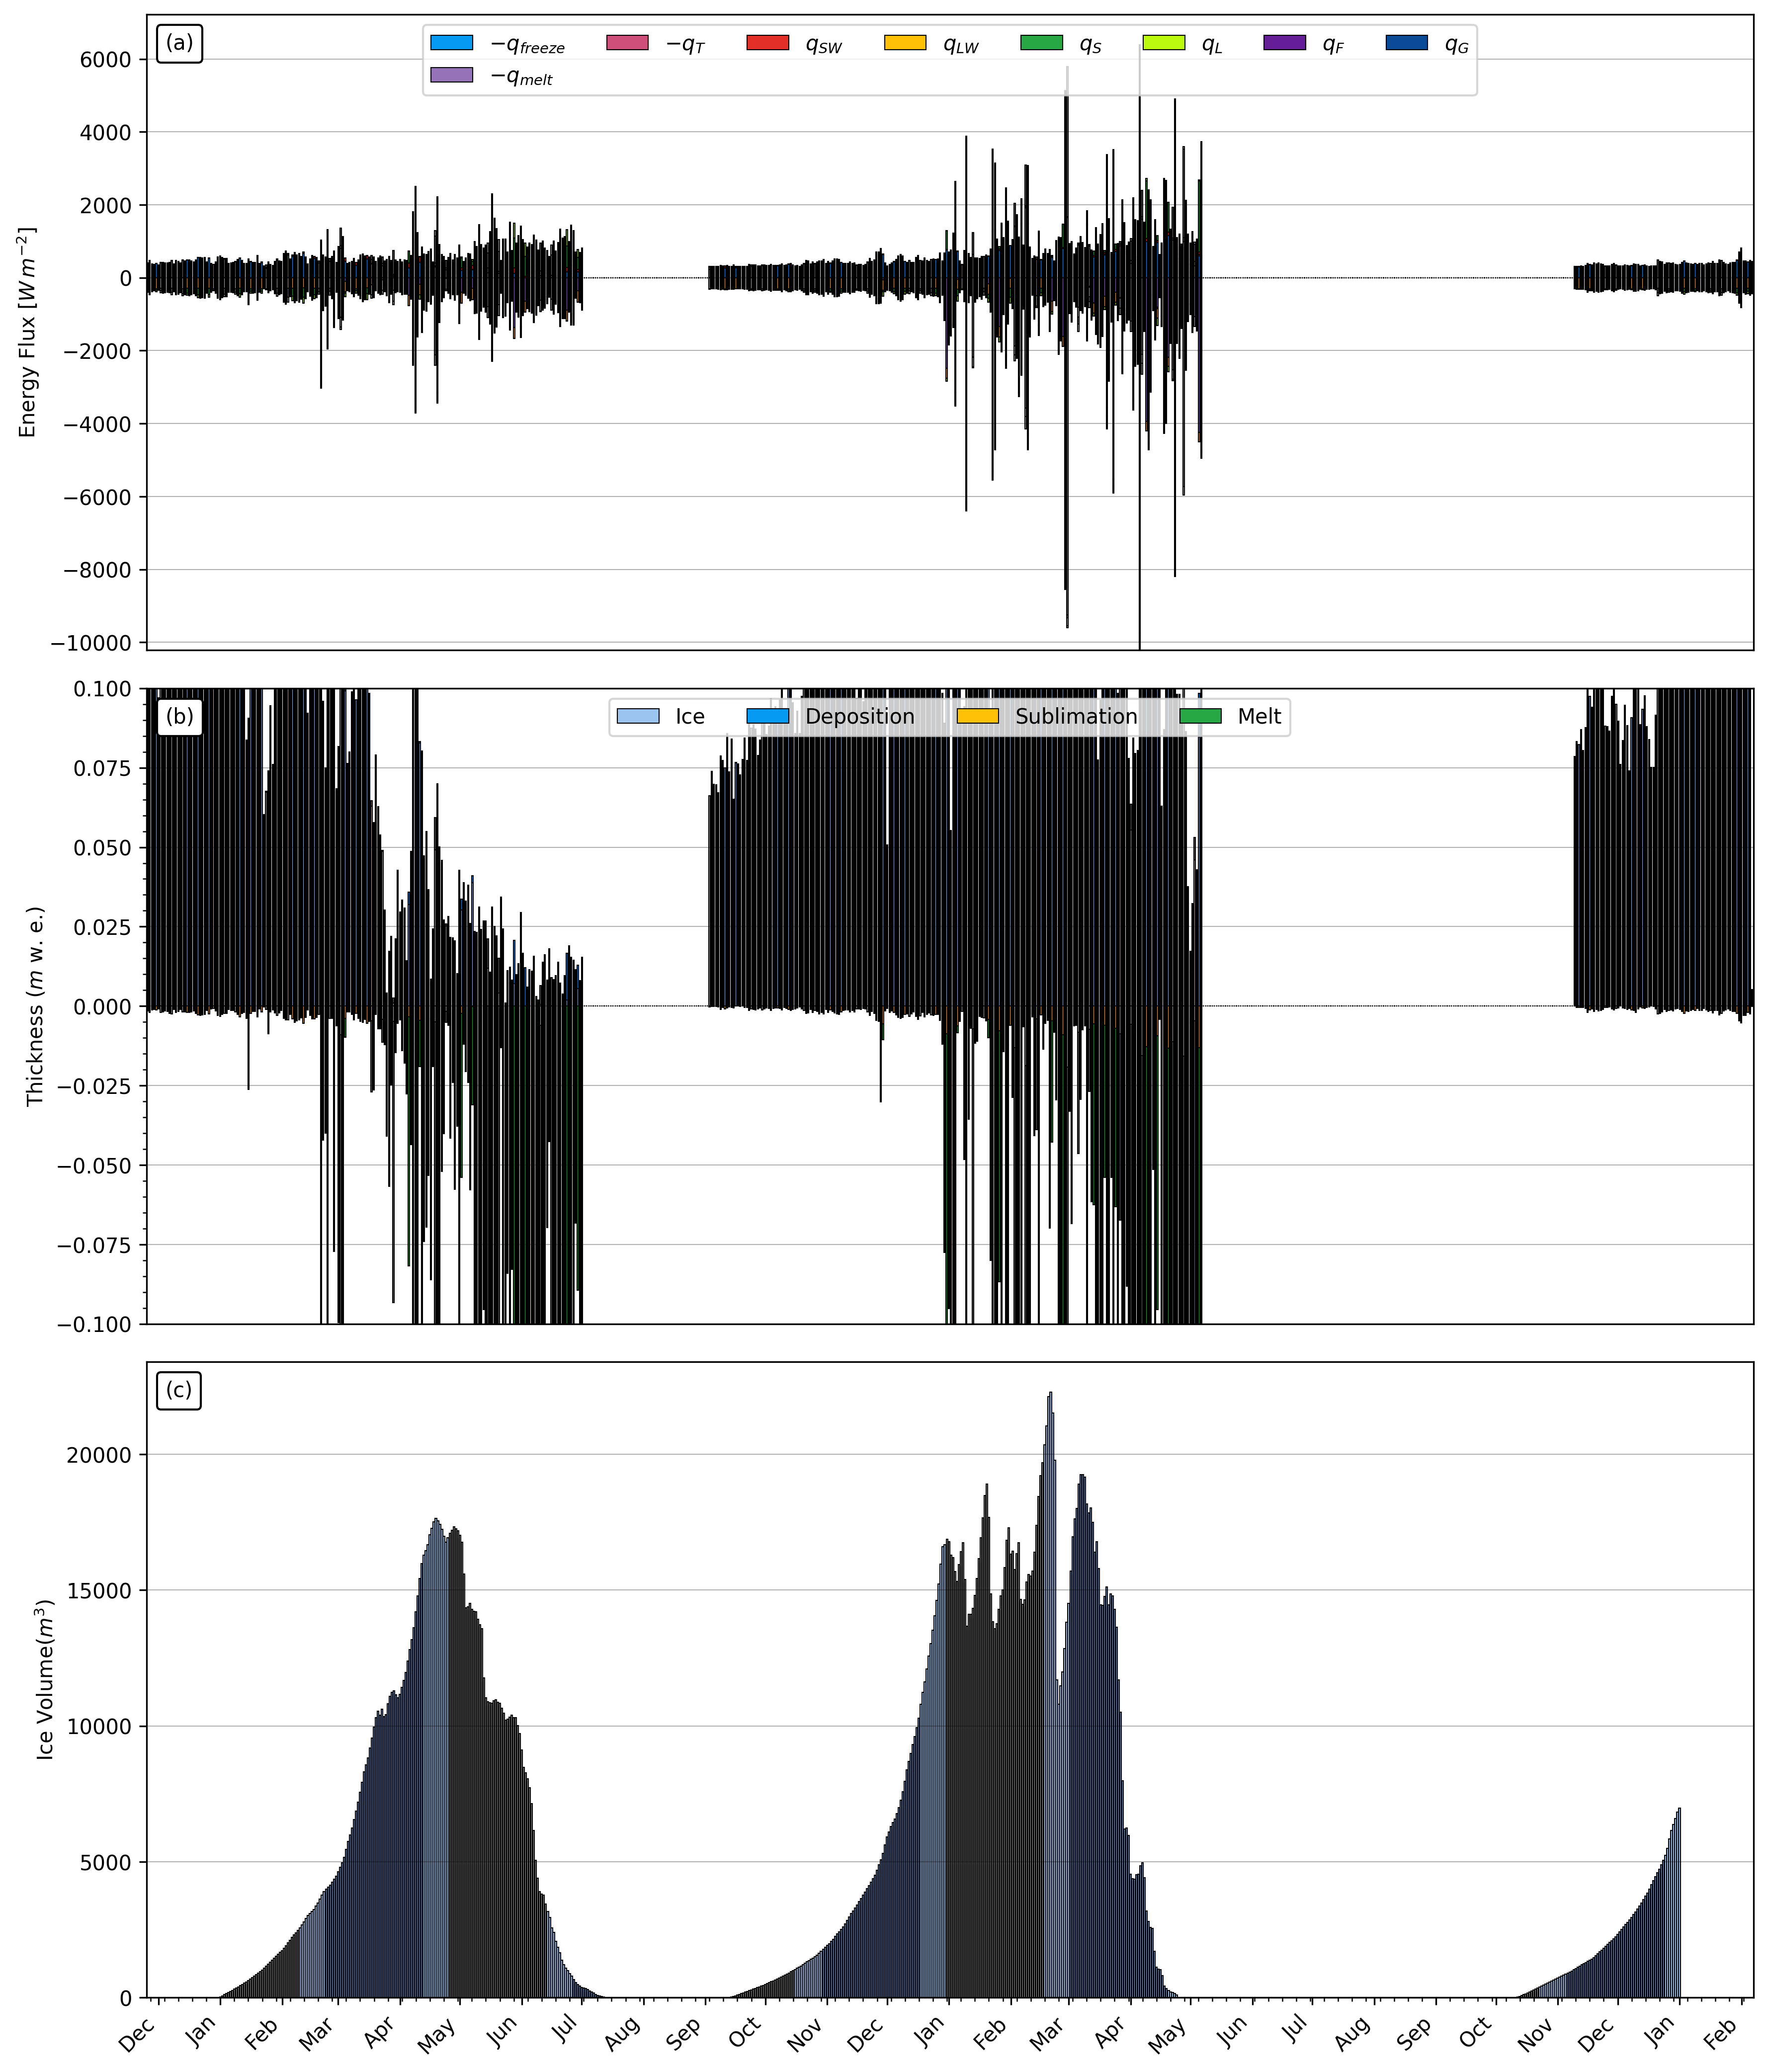 (a)
−q_freeze −q_T q_SW q_LW q_S q_L q_F q_G
−q_melt
6000
4000
2000
0
−2000
−4000
−6000
−8000
−10000
Energy Flux [W m^−2]
(b)
Ice Deposition Sublimation Melt
0.100
0.075
0.050
0.025
0.000
−0.025
−0.050
−0.075
−0.100
Thickness (m w. e.)
(c)
20000
15000
10000
5000
0
Ice Volume(m^3)
Dec Jan Feb Mar Apr May Jun Jul Aug Sep Oct Nov Dec Jan Feb Mar Apr May Jun Jul Aug Sep Oct Nov Dec Jan Feb